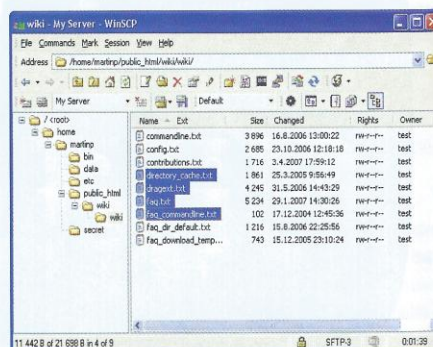 wiki - My Server - WinSCP
File Commands Mark Session View Help
Address /home/martinp/public_html/wiki/wiki/
My Server Default
/ <root>
home
martinp
bin
data
etc
public_html
wiki
wiki
secret
Name Ext Size Changed Rights Owner
commandline.txt 3 896 16.8.2006 13:00:22 rw-r--r-- test
config.txt 2 685 23.10.2006 12:18:18 rw-r--r-- test
contributions.txt 1 716 3.4.2007 17:59:12 rw-r--r-- test
directory_cache.txt 1 861 25.3.2005 9:56:49 rw-r--r-- test
dragext.txt 4 245 31.5.2006 14:43:29 rw-r--r-- test
faq.txt 5 234 29.1.2007 14:30:26 rw-r--r-- test
faq_commandline.txt 102 17.12.2004 12:45:36 rw-r--r-- test
faq_dir_default.txt 1 216 15.8.2006 22:25:56 rw-r--r-- test
faq_download_temp... 743 15.12.2005 23:10:24 rw-r--r-- test
11 442 B of 21 698 B in 4 of 9 SFTP-3 0:01:39